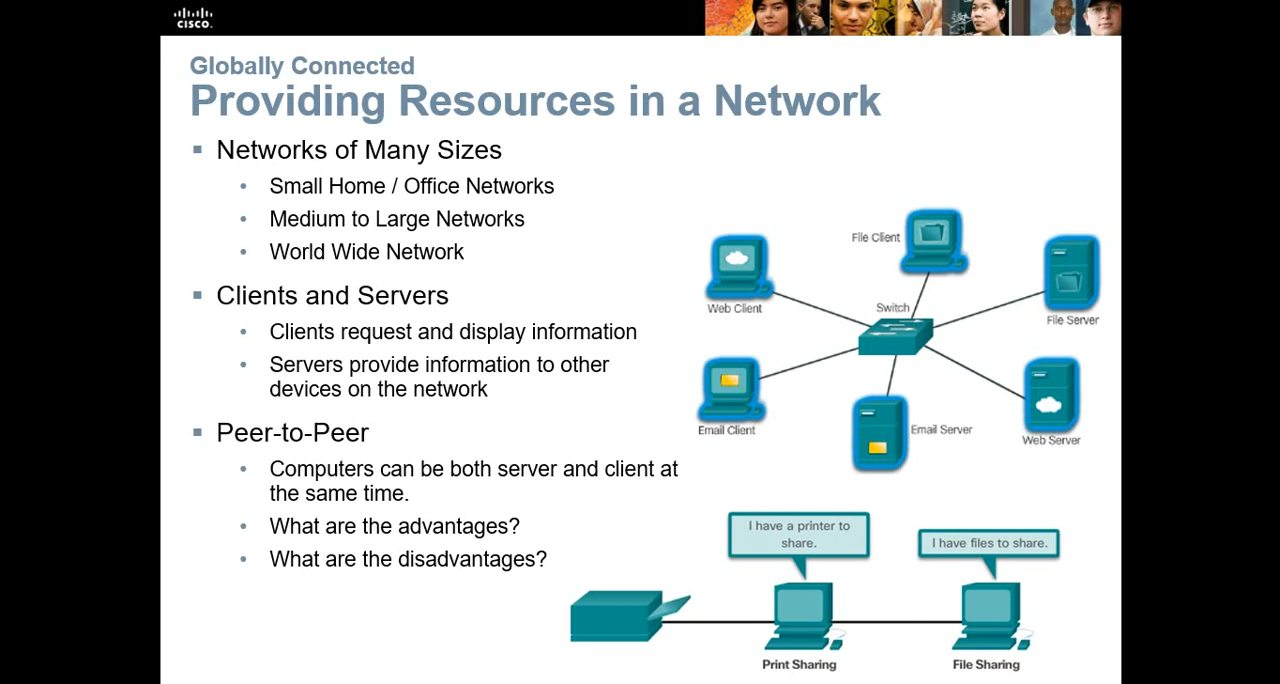 CISCO.
Globally Connected
Providing Resources in a Network
Networks of Many Sizes
Small Home / Office Networks
Medium to Large Networks
World Wide Network
Clients and Servers
Clients request and display information
Servers provide information to other
devices on the network
Peer-to-Peer
Computers can be both server and client at
the same time.
What are the advantages?
What are the disadvantages?
File Client
Web Client
Switch
File Server
Email Client
Email Server
Web Server
I have a printer to
share.
I have files to share.
Print Sharing
File Sharing